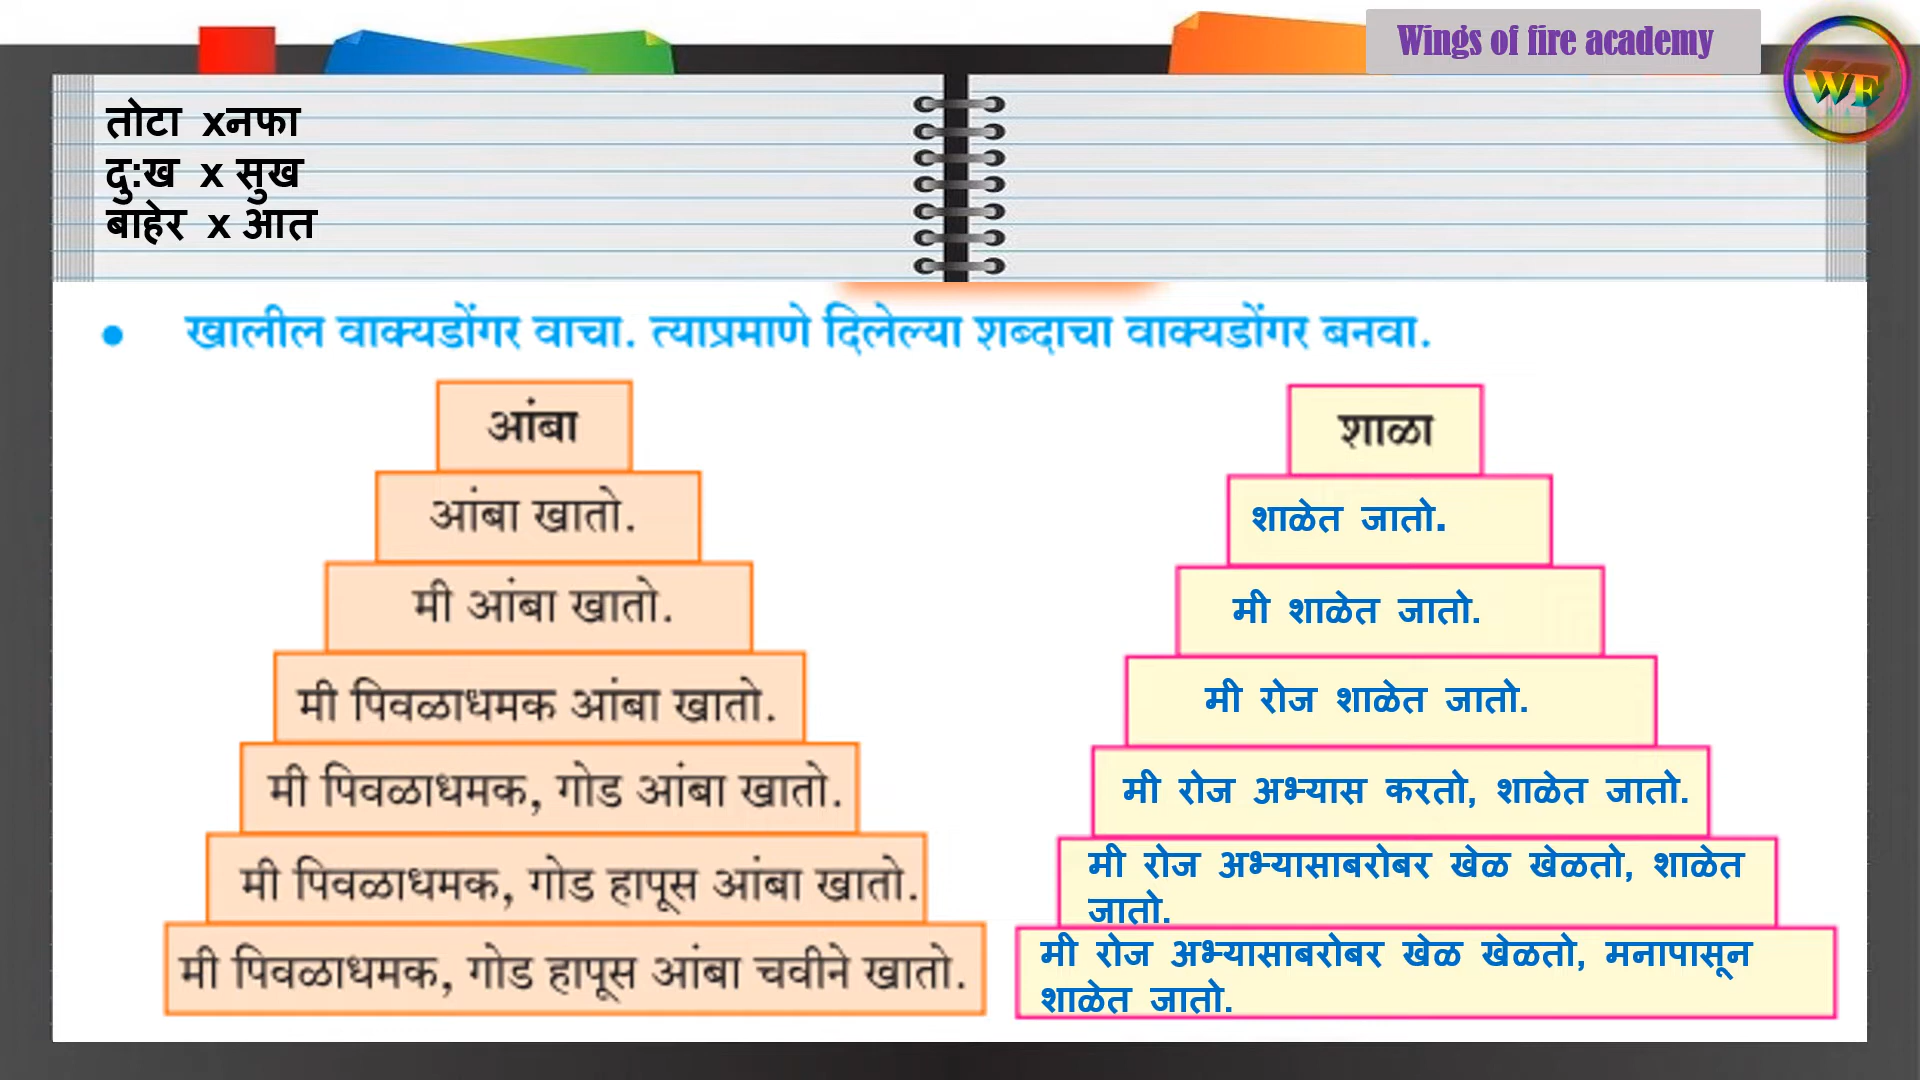 Wings of fire academy
WE
तोटा xनफा
दु:ख x सुख
बाहेर x आत
• खालील वाक्यडोंगर वाचा. त्याप्रमाणे दिलेल्या शब्दाचा वाक्यडोंगर बनवा.
आंबा
आंबा खातो.
मी आंबा खातो.
मी पिवळाधमक आंबा खातो.
मी पिवळाधमक, गोड आंबा खातो.
मी पिवळाधमक, गोड हापूस आंबा खातो.
मी पिवळाधमक, गोड हापूस आंबा चवीने खातो.
शाळा
शाळेत जातो.
मी शाळेत जातो.
मी रोज शाळेत जातो.
मी रोज अभ्यास करतो, शाळेत जातो.
मी रोज अभ्यासाबरोबर खेळ खेळतो, शाळेत
जातो.
मी रोज अभ्यासाबरोबर खेळ खेळतो, मनापासून
शाळेत जातो.